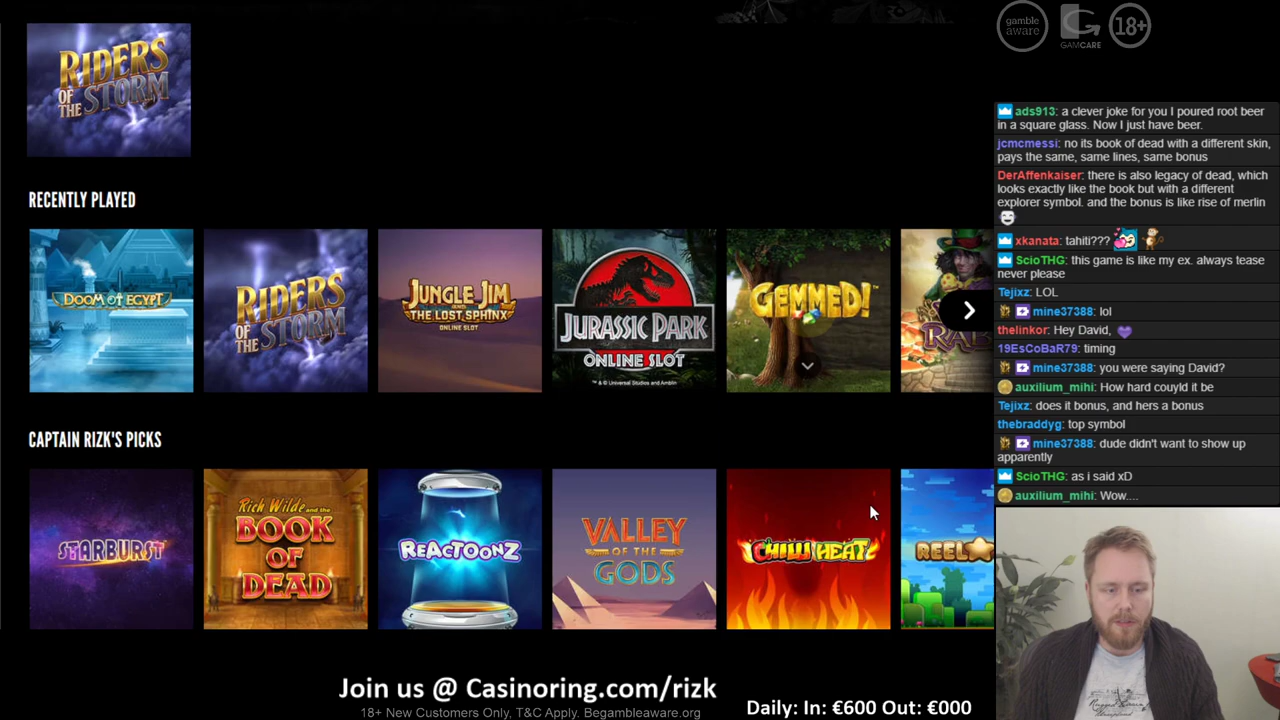 RIDERS
OF THE STORM
gamble
aware
GAMCARE
18+
RECENTLY PLAYED
DOOM of EGYPT
RIDERS
OF THE STORM
JUNGLE JIM
AND
THE LOST SPHINX
ONLINE SLOT
JURASSIC PARK
ONLINE SLOT
™ & © Universal Studios and Amblin
GEMMED!
CAPTAIN RIZK'S PICKS
STARBURST
Rich Wilde and the
BOOK
OF
DEAD
REACTOONZ
VALLEY
OF THE
GODS
CHILLI HEAT
REEL
ads913: a clever joke for you I poured root beer
in a square glass. Now I just have beer.
jcmcmessi: no its book of dead with a different skin,
pays the same, same lines, same bonus
DerAffenkaiser: there is also legacy of dead, which
looks exactly like the book but with a different
explorer symbol. and the bonus is like rise of merlin
xkanata: tahiti???
ScioTHG: this game is like my ex. always tease
never please
Tejixz: LOL
mine37388: lol
thelinkor: Hey David,
19EsCoBaR79: timing
mine37388: you were saying David?
auxilium_mihi: How hard couyld it be
Tejixz: does it bonus, and hers a bonus
thebraddyg: top symbol
mine37388: dude didn't want to show up
apparently
ScioTHG: as i said xD
auxilium_mihi: Wow....
Join us @ Casinoring.com/rizk
18+ New Customers Only, T&C Apply. Begambleaware.org
Daily: In: €600 Out: €000